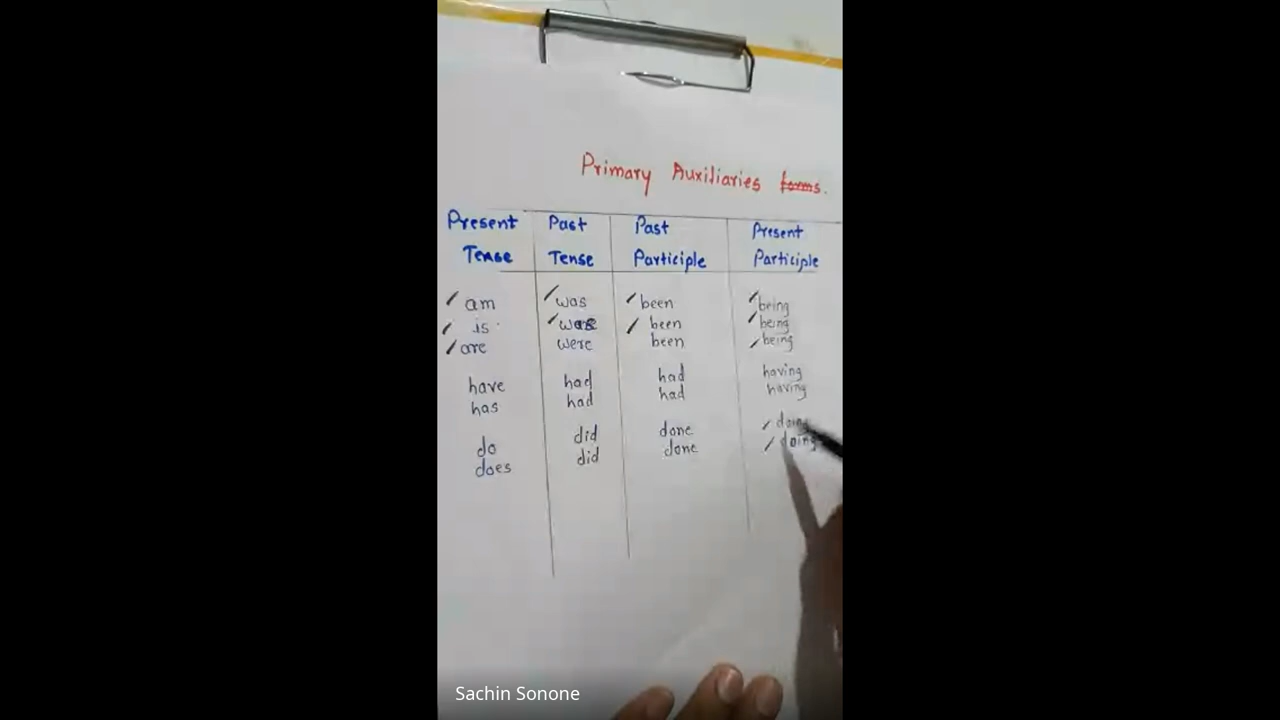 Primary Auxiliaries forms.
Present Tense Past Tense Past Participle Present Participle
am was been being
is was been being
are were been being
have had had having
has had had having
do did done doing
does did done doing
Sachin Sonone